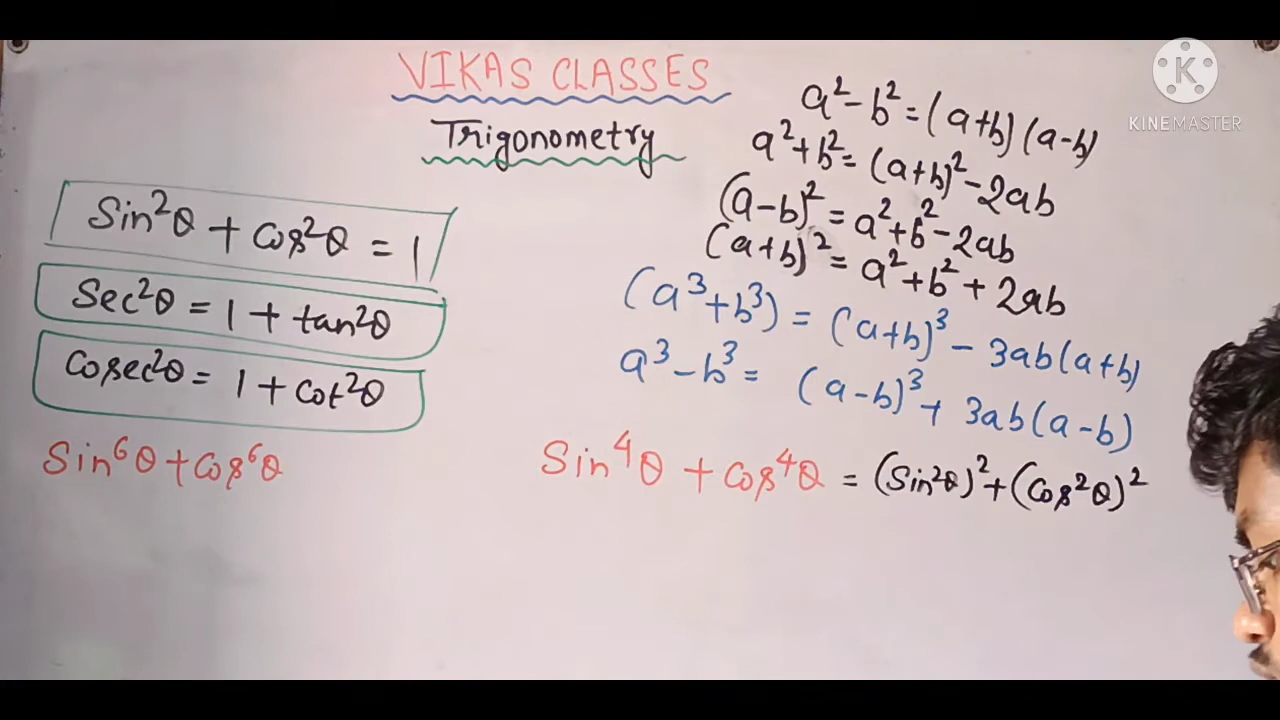 VIKAS CLASSES
Trigonometry
KINEMASTER
a² - b² = (a+b) (a-b)
a² + b² = (a+b)² - 2ab
(a-b)² = a² + b² - 2ab
(a+b)² = a² + b² + 2ab
(a³ + b³) = (a+b)³ - 3ab(a+b)
a³ - b³ = (a-b)³ + 3ab(a-b)
Sin²θ + Cos²θ = 1
Sec²θ = 1 + tan²θ
Cosec²θ = 1 + Cot²θ
Sin⁶θ + Cos⁶θ
Sin⁴θ + Cos⁴θ = (Sin²θ)² + (Cos²θ)²